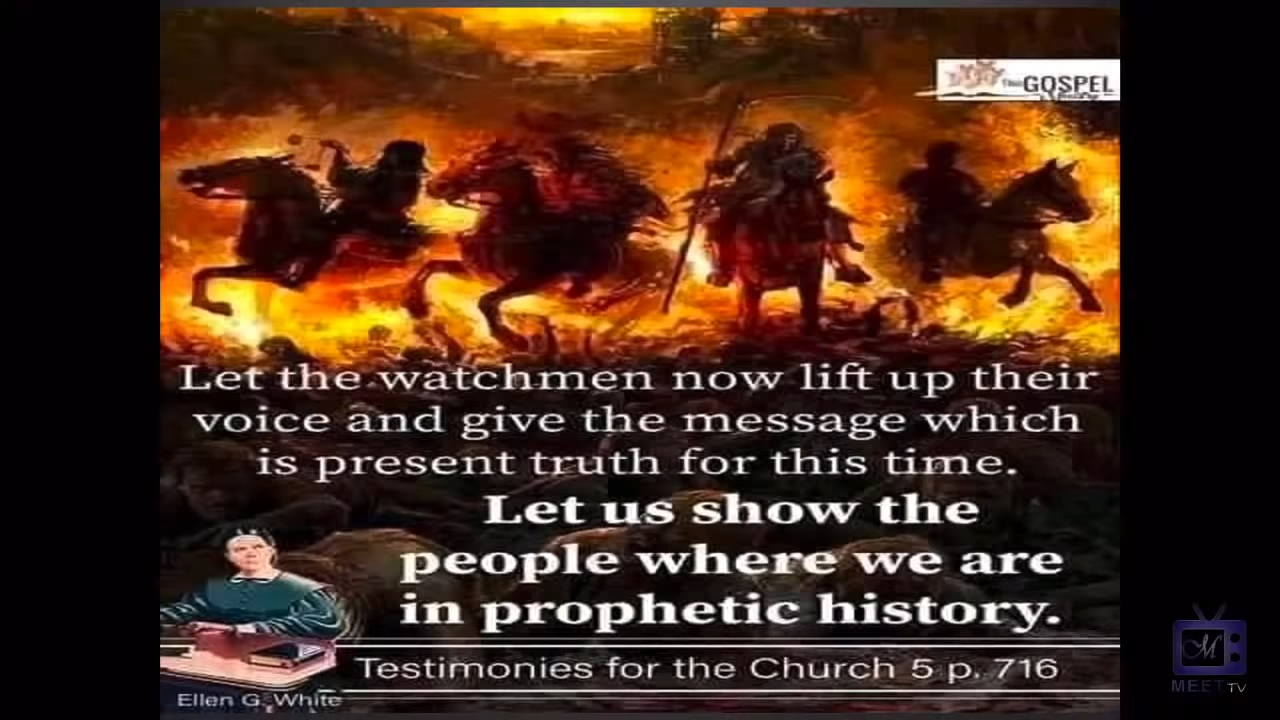 The GOSPEL
Ministry
Let the watchmen now lift up their
voice and give the message which
is present truth for this time.
Let us show the
people where we are
in prophetic history.
Testimonies for the Church 5 p. 716
Ellen G. White
M
MEET TV